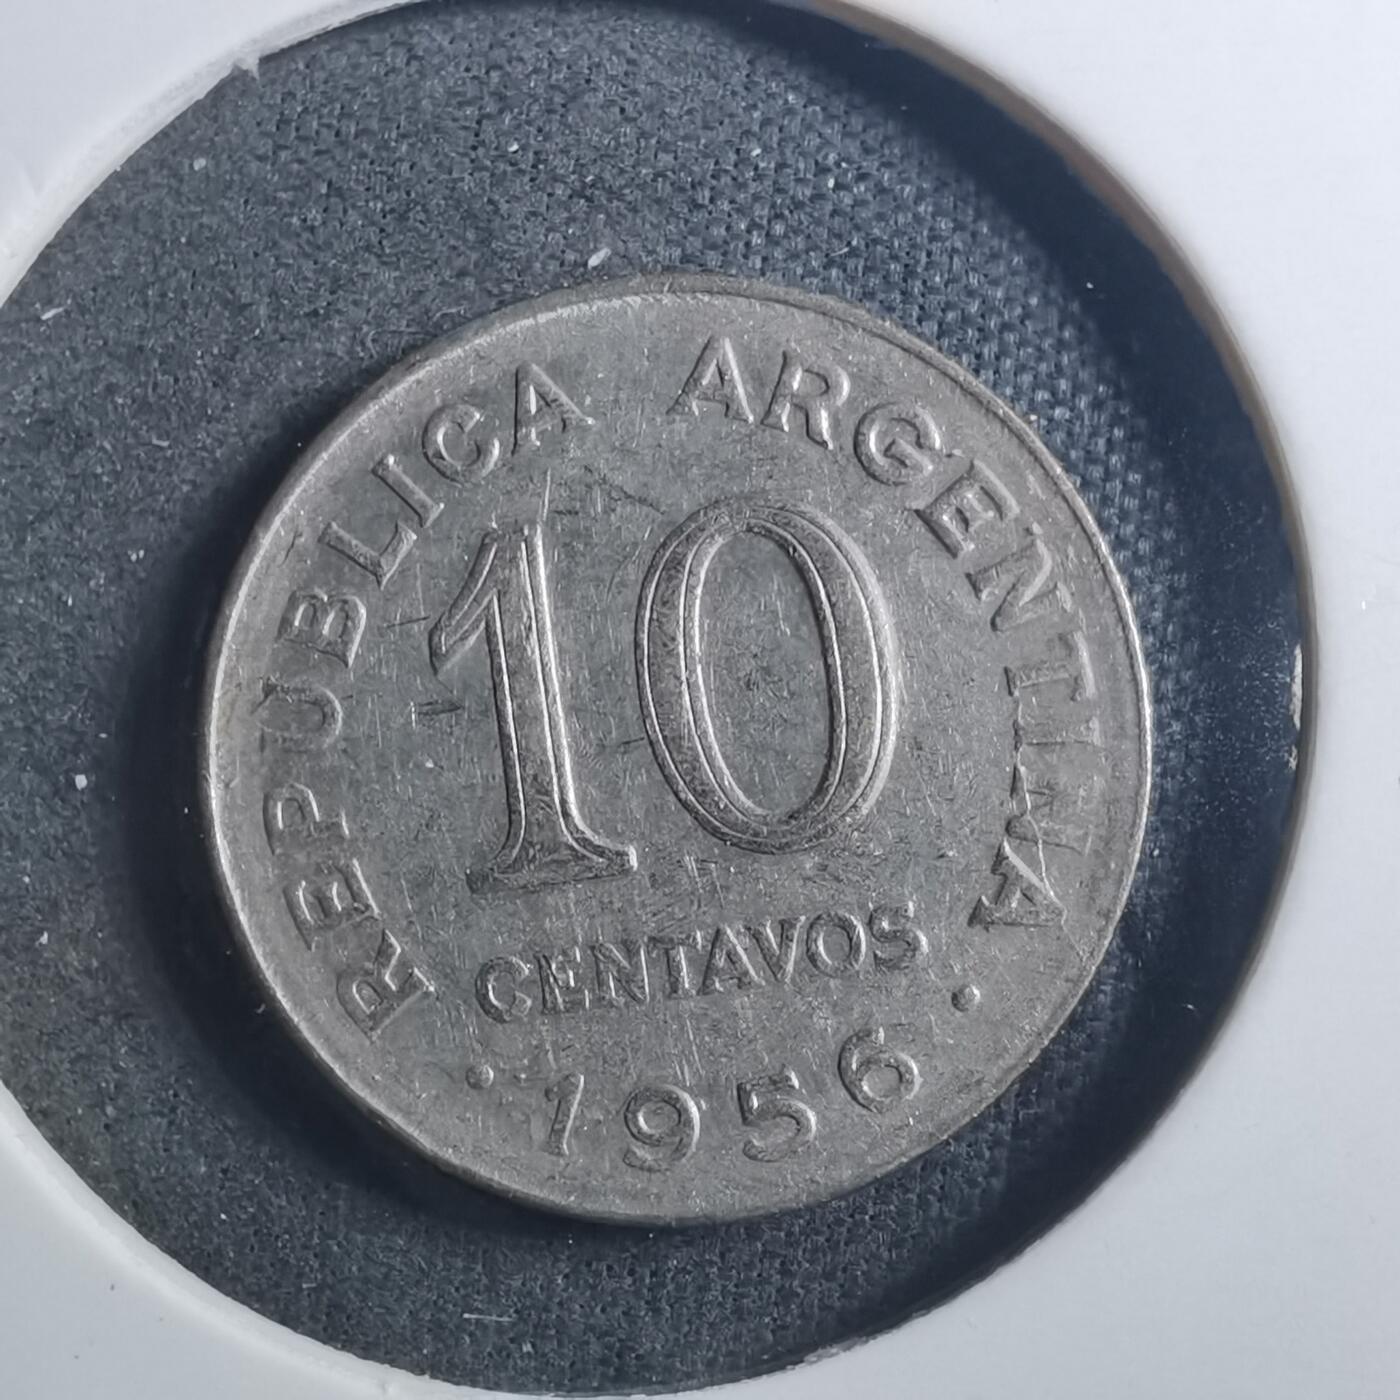 REPUBLICA ARGENTINA
10
CENTAVOS
• 1956 •